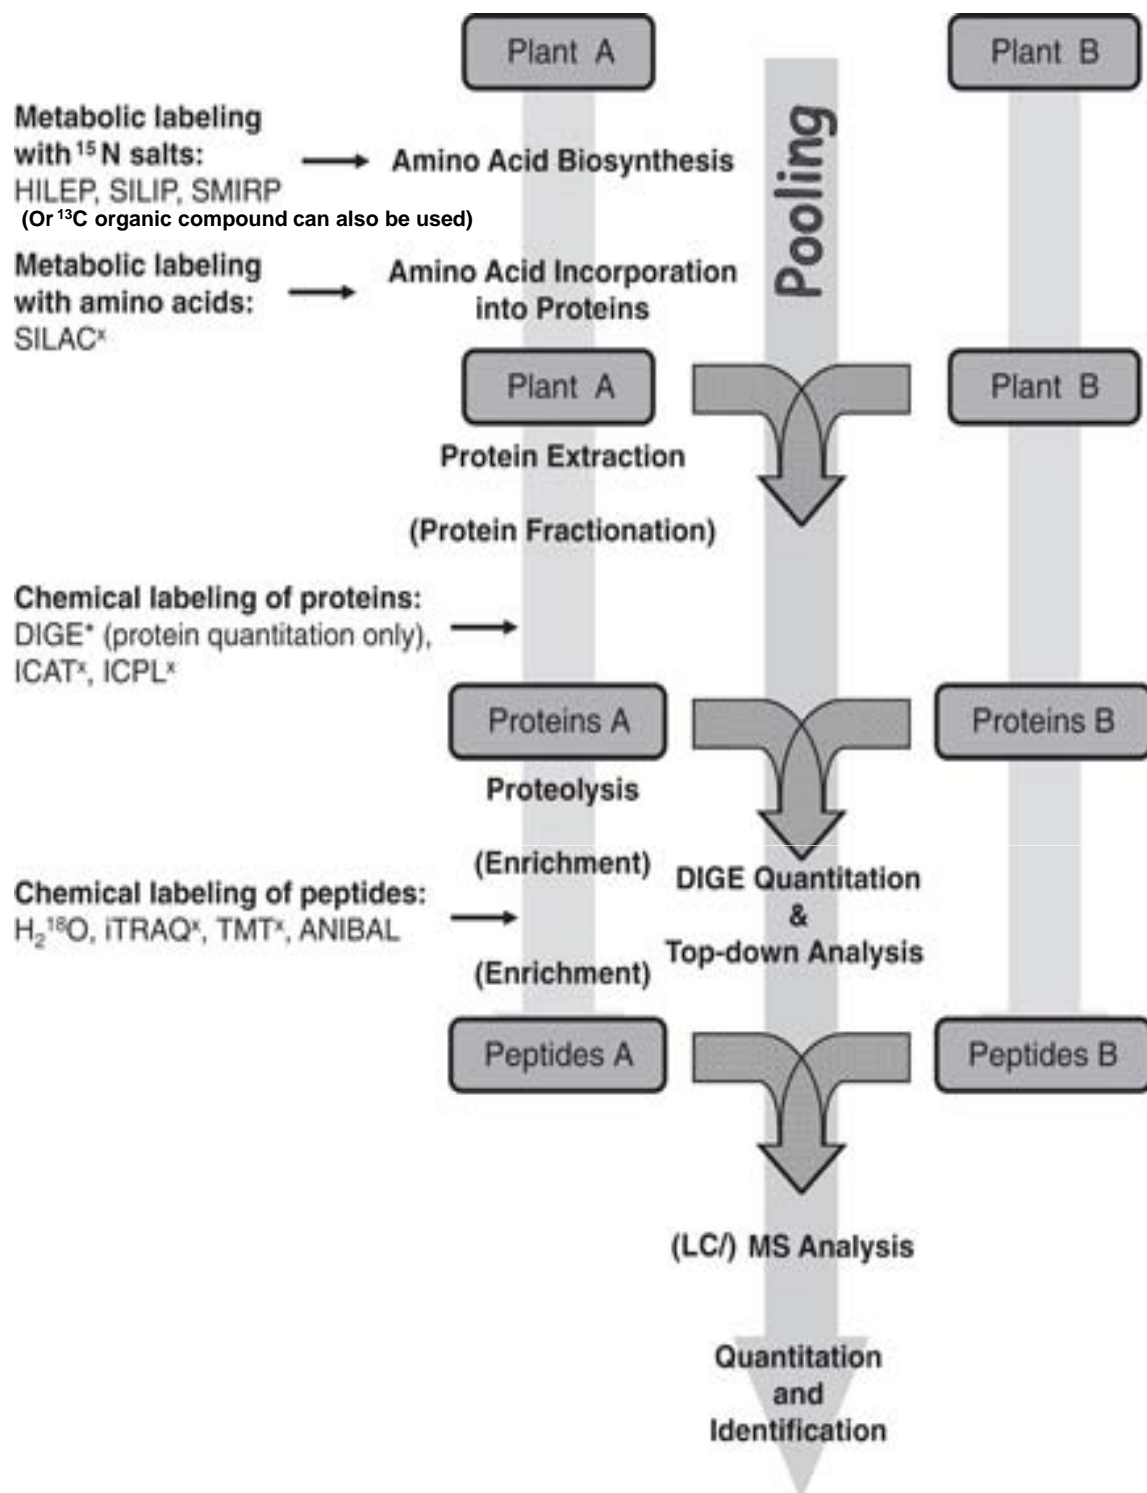 Plant A
Plant B
Metabolic labeling
with ¹⁵N salts:
HILEP, SILIP, SMIRP
(Or ¹³C organic compound can also be used)
Amino Acid Biosynthesis
Pooling
Metabolic labeling
with amino acids:
SILACˣ
Amino Acid Incorporation
into Proteins
Plant A
Plant B
Protein Extraction
(Protein Fractionation)
Chemical labeling of proteins:
DIGE* (protein quantitation only),
ICATˣ, ICPLˣ
Proteins A
Proteins B
Proteolysis
(Enrichment)
Chemical labeling of peptides:
H₂¹⁸O, iTRAQˣ, TMTˣ, ANIBAL
(Enrichment)
DIGE Quantitation
&
Top-down Analysis
Peptides A
Peptides B
(LC/) MS Analysis
Quantitation
and
Identification